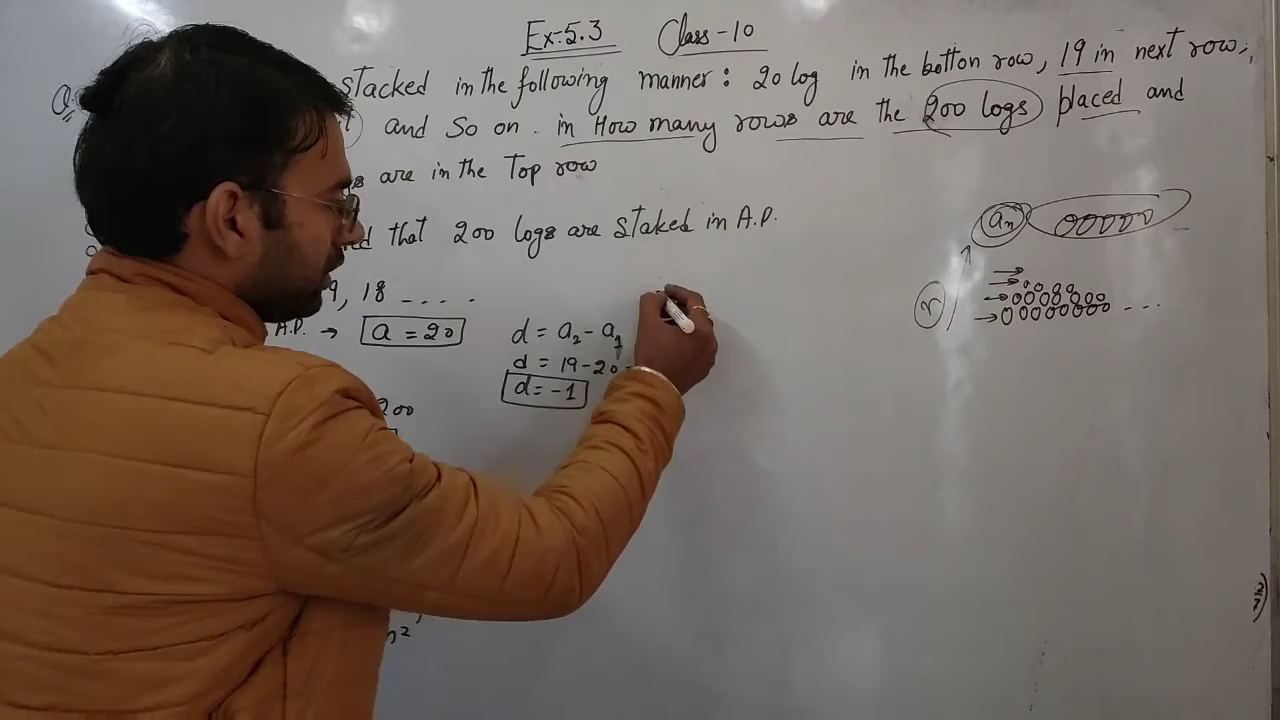 Ex:-5.3 Class-10
stacked in the following manner : 20 log in the botton row, 19 in next row,
and So on . in How many rows are the 200 logs placed and
are in the Top row
that 200 logs are staked in A.P.
an
9, 18 ....
A.P. → a = 20
d = a2 - a1
d = 19-20
d = -1
200
n²